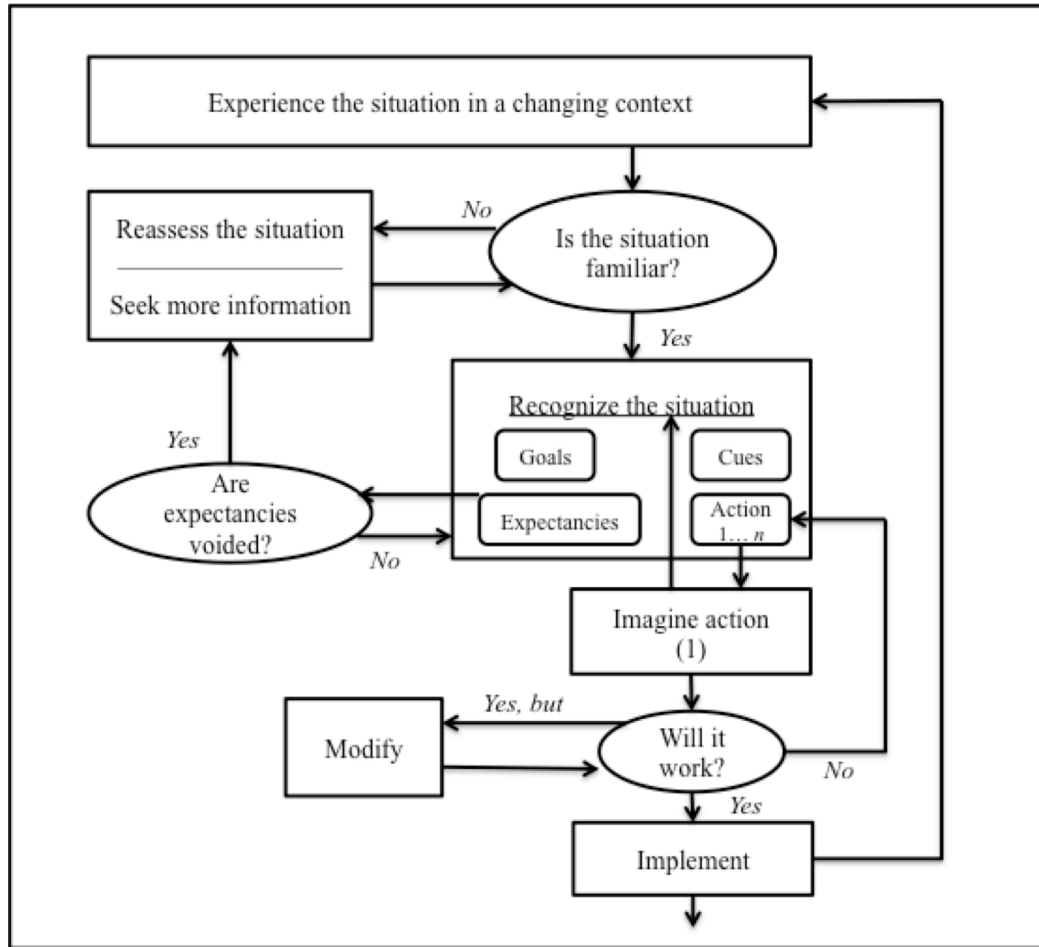 Experience the situation in a changing context
No
Reassess the situation
Seek more information
Is the situation
familiar?
Yes
Recognize the situation
Goals
Cues
Yes
Are
expectancies
voided?
Expectancies
Action
1... n
No
Imagine action
(1)
Yes, but
Modify
Will it
work?
No
Yes
Implement